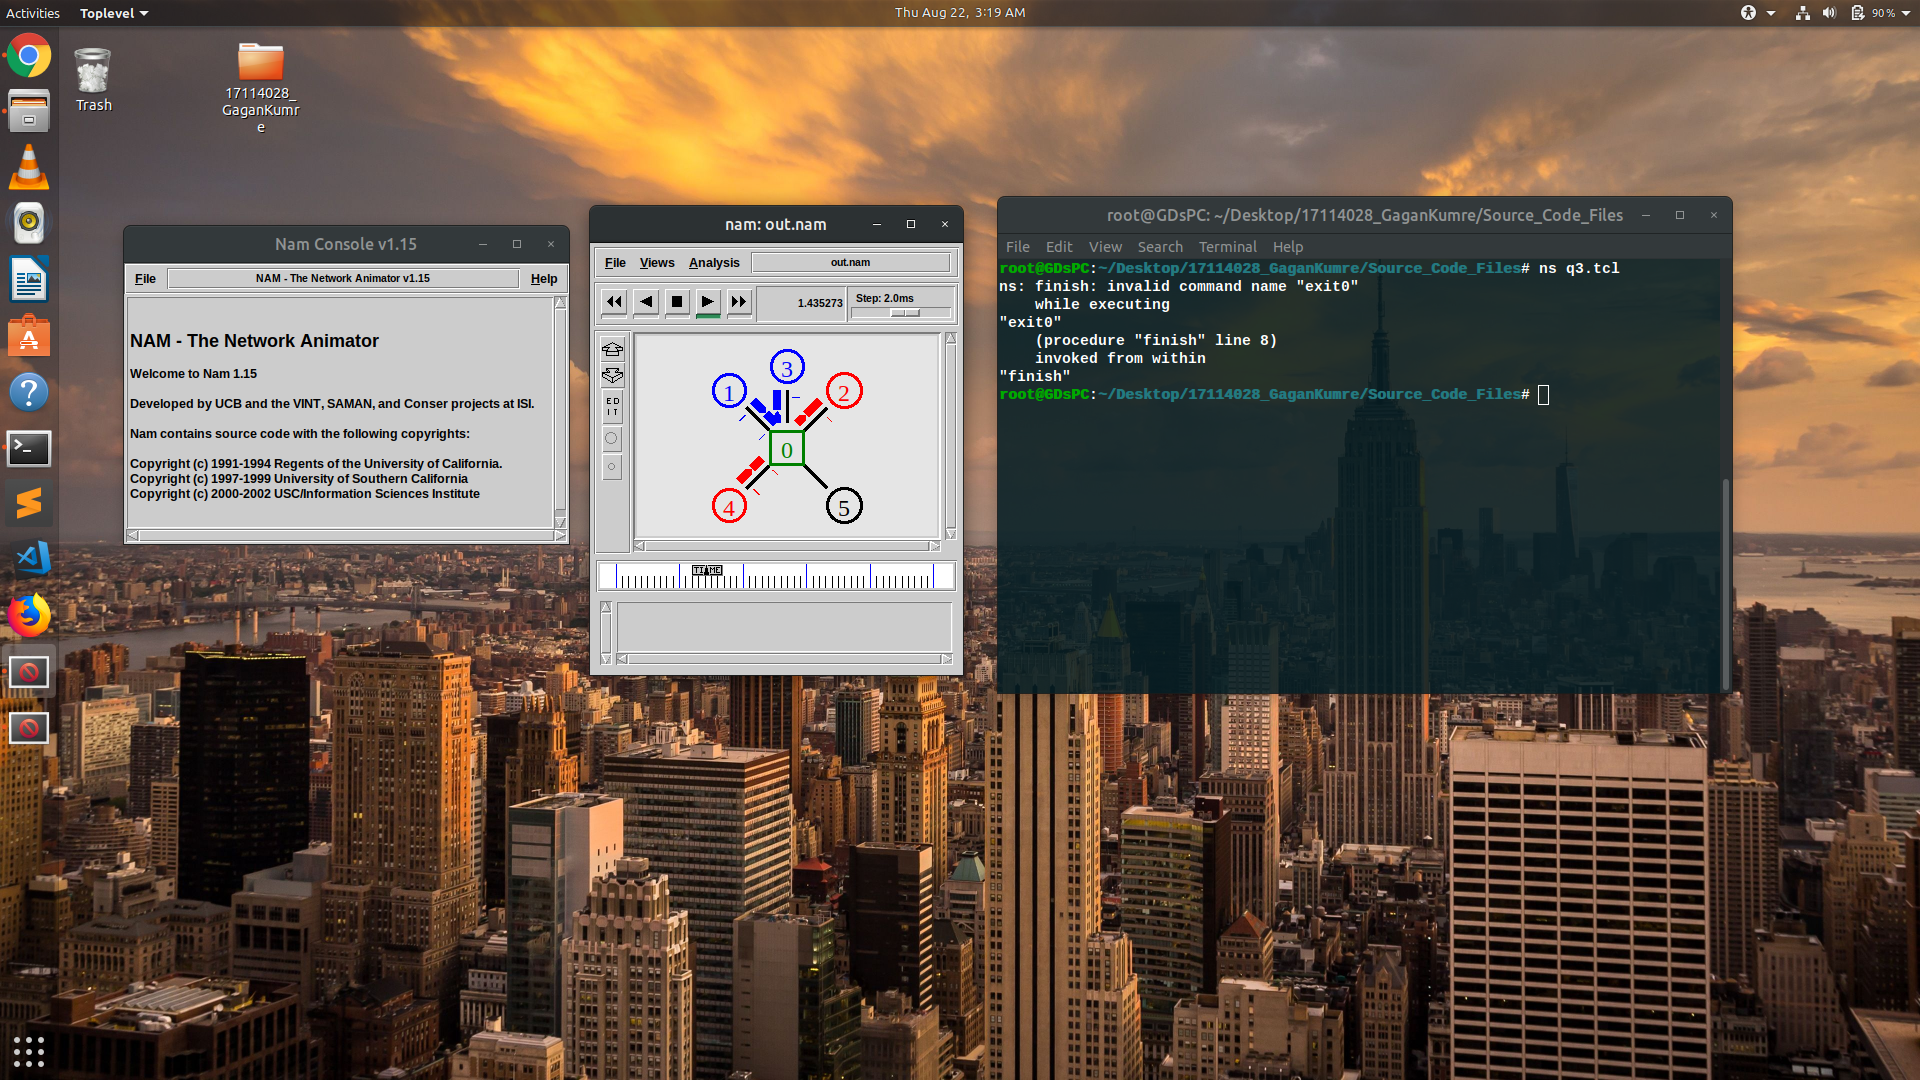 Activities
Toplevel
Thu Aug 22, 3:19 AM
90 %
Trash
17114028_
GaganKumr
e
Nam Console v1.15
File
NAM - The Network Animator v1.15
Help
NAM - The Network Animator
Welcome to Nam 1.15
Developed by UCB and the VINT, SAMAN, and Conser projects at ISI.
Nam contains source code with the following copyrights:
Copyright (c) 1991-1994 Regents of the University of California.
Copyright (c) 1997-1999 University of Southern California
Copyright (c) 2000-2002 USC/Information Sciences Institute
nam: out.nam
File Views Analysis
out.nam
1.435273
Step: 2.0ms
E D
I T
3
1
2
0
4
5
TIME
root@GDsPC: ~/Desktop/17114028_GaganKumre/Source_Code_Files
File Edit View Search Terminal Help
root@GDsPC:~/Desktop/17114028_GaganKumre/Source_Code_Files# ns q3.tcl
ns: finish: invalid command name "exit0"
while executing
"exit0"
(procedure "finish" line 8)
invoked from within
"finish"
root@GDsPC:~/Desktop/17114028_GaganKumre/Source_Code_Files#